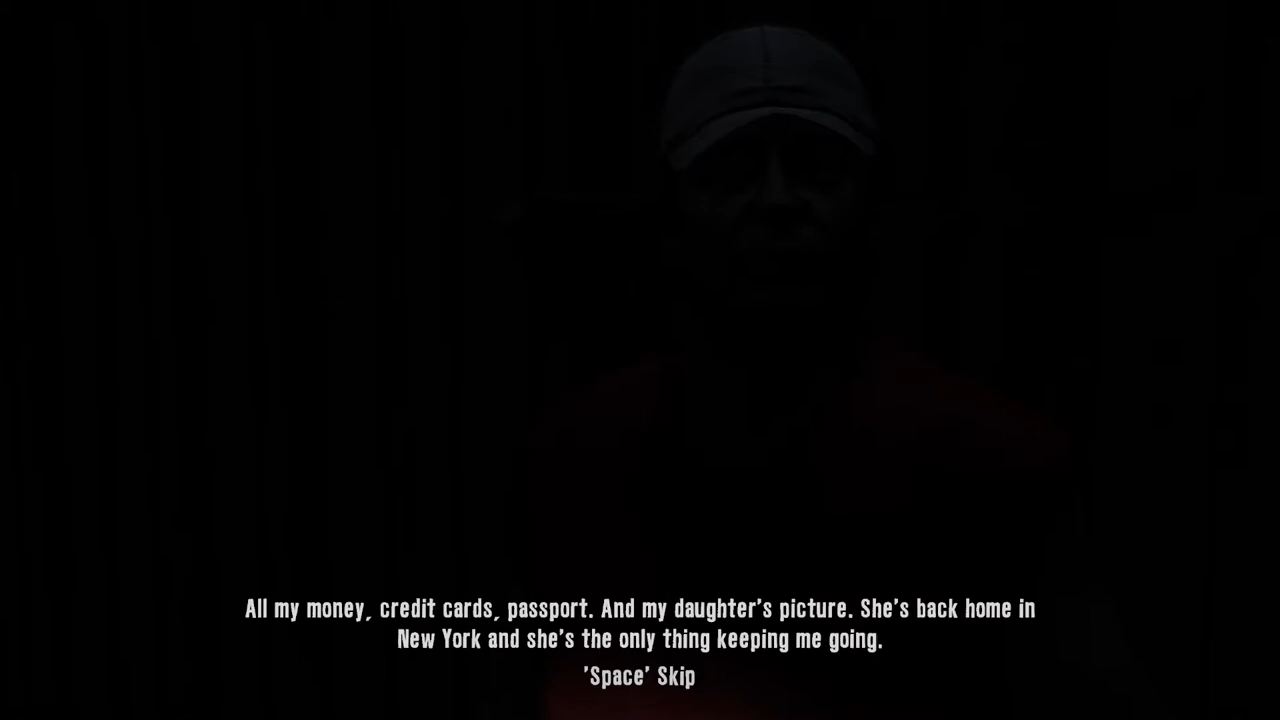 All my money, credit cards, passport. And my daughter's picture. She's back home in
New York and she's the only thing keeping me going.
'Space' Skip